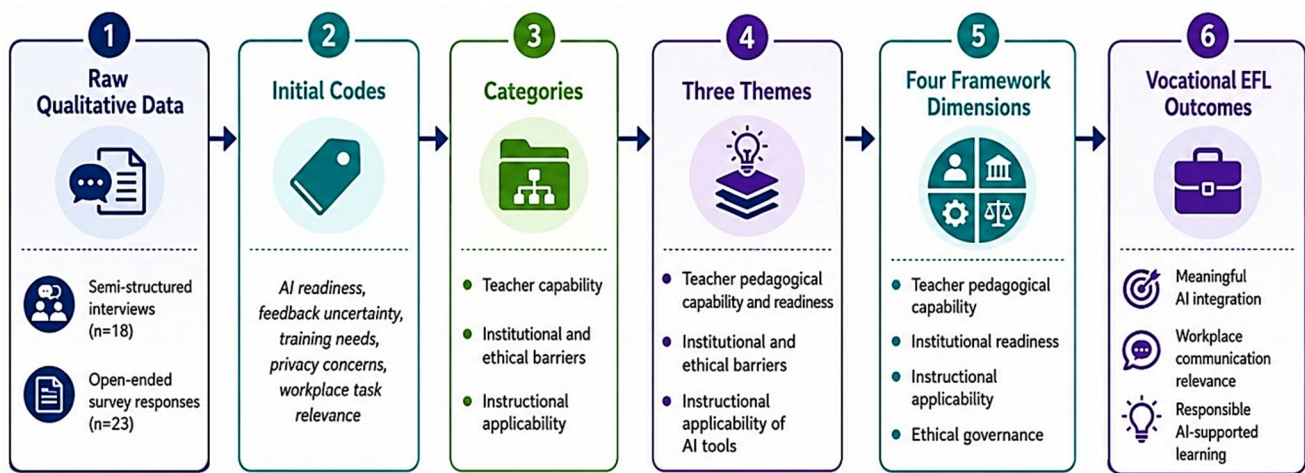 1
Raw
Qualitative Data
Semi-structured
interviews
(n=18)
Open-ended
survey responses
(n=23)
2
Initial Codes
AI readiness,
feedback uncertainty,
training needs,
privacy concerns,
workplace task
relevance
3
Categories
Teacher capability
Institutional and
ethical barriers
Instructional
applicability
4
Three Themes
Teacher pedagogical
capability and readiness
Institutional and
ethical barriers
Instructional
applicability of
AI tools
5
Four Framework
Dimensions
Teacher pedagogical
capability
Institutional readiness
Instructional
applicability
Ethical governance
6
Vocational EFL
Outcomes
Meaningful
AI integration
Workplace
communication
relevance
Responsible
AI-supported
learning